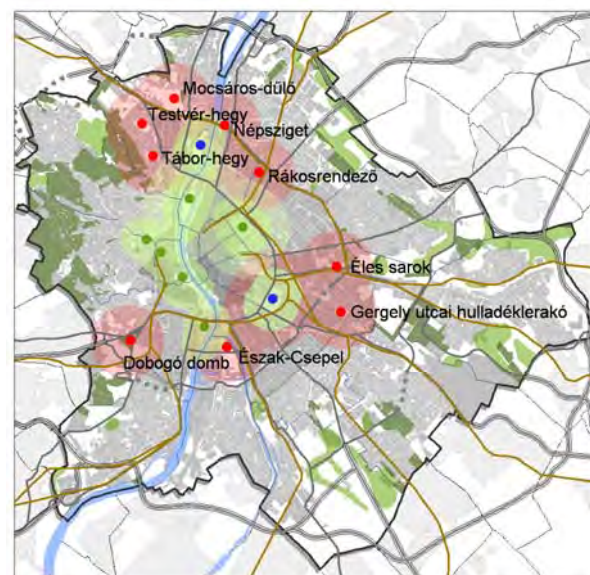 Mocsáros-dűlő
Testvér-hegy
Népsziget
Tábor-hegy
Rákosrendező
Éles sarok
Gergely utcai hulladéklerakó
Észak-Csepel
Dobogó domb